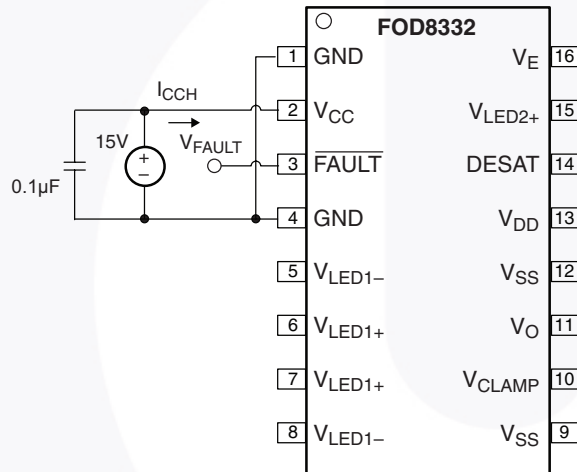 FOD8332
1 GND
V_E 16
I_CCH
2 V_CC
V_LED2+ 15
15V
V_FAULT
+
–
3 FAULT
DESAT 14
0.1µF
4 GND
V_DD 13
5 V_LED1–
V_SS 12
6 V_LED1+
V_O 11
7 V_LED1+
V_CLAMP 10
8 V_LED1–
V_SS 9